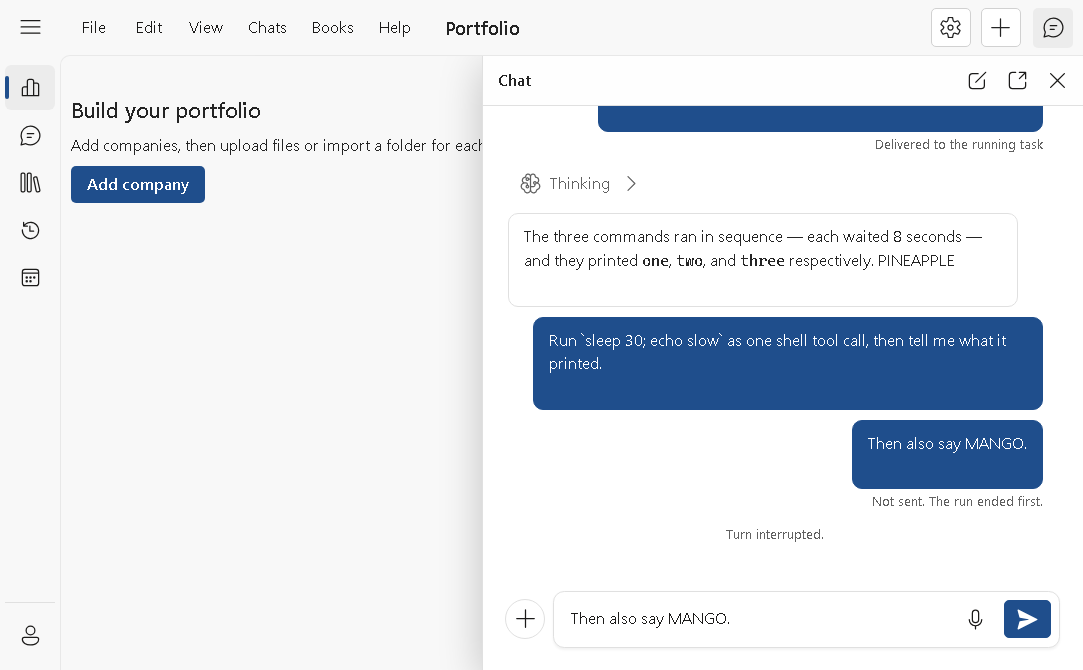 File Edit View Chats Books Help Portfolio
Chat
Build your portfolio
Add companies, then upload files or import a folder for each
Add company
Delivered to the running task
Thinking
The three commands ran in sequence — each waited 8 seconds —
and they printed one, two, and three respectively. PINEAPPLE
Run `sleep 30; echo slow` as one shell tool call, then tell me what it
printed.
Then also say MANGO.
Not sent. The run ended first.
Turn interrupted.
Then also say MANGO.